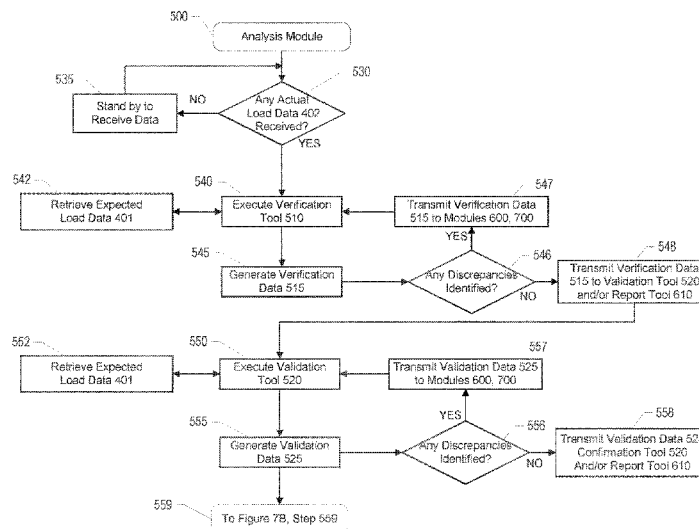 500
Analysis Module
535
530
Stand by to
Receive Data
NO
Any Actual
Load Data 402
Received?
YES
542
540
547
Retrieve Expected
Load Data 401
Execute Verification
Tool 510
Transmit Verification Data
515 to Modules 600, 700
545
YES
546
548
Generate Verification
Data 515
Any Discrepancies
Identified?
NO
Transmit Verification Data
515 to Validation Tool 520
and/or Report Tool 610
552
550
557
Retrieve Expected
Load Data 401
Execute Validation
Tool 520
Transmit Validation Data 525
to Modules 600, 700
555
YES
556
558
Generate Validation
Data 525
Any Discrepancies
Identified?
NO
Transmit Validation Data 52
Confirmation Tool 520
And/or Report Tool 610
559
To Figure 7B, Step 559